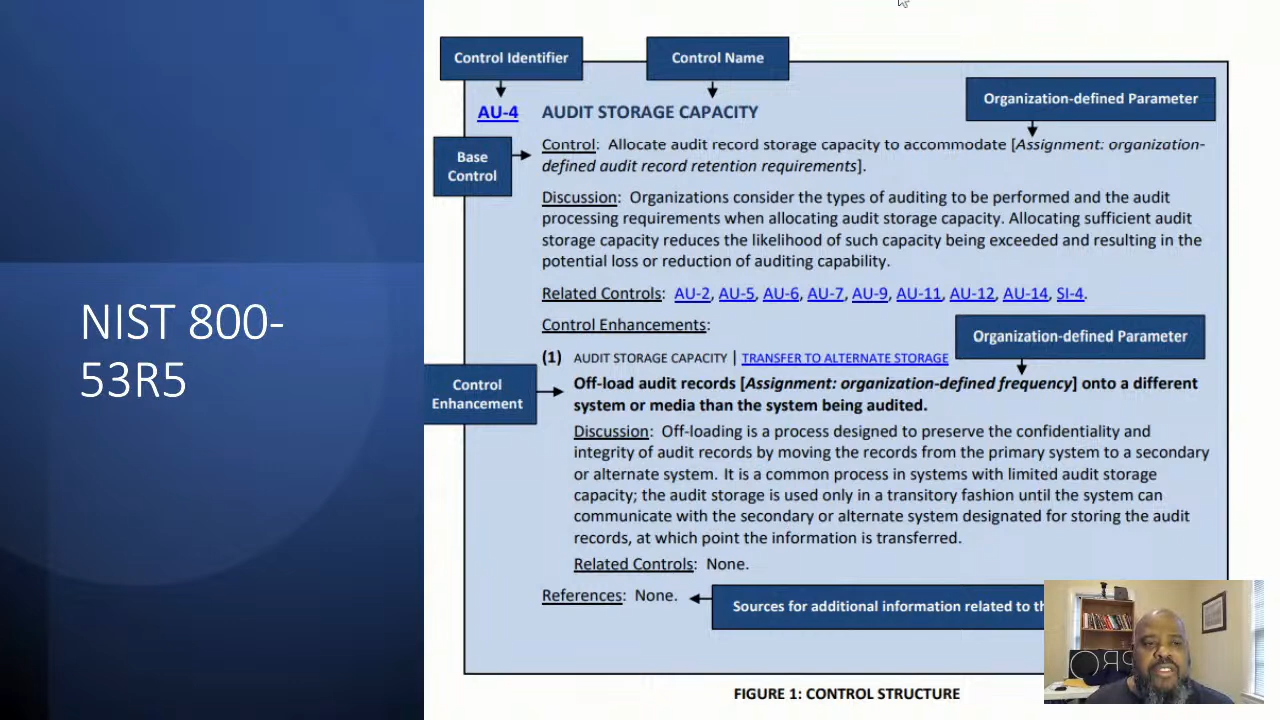 NIST 800-
53R5
Control Identifier
Control Name
Organization-defined Parameter
AU-4 AUDIT STORAGE CAPACITY
Base
Control
Control: Allocate audit record storage capacity to accommodate [Assignment: organization-
defined audit record retention requirements].
Discussion: Organizations consider the types of auditing to be performed and the audit
processing requirements when allocating audit storage capacity. Allocating sufficient audit
storage capacity reduces the likelihood of such capacity being exceeded and resulting in the
potential loss or reduction of auditing capability.
Related Controls: AU-2, AU-5, AU-6, AU-7, AU-9, AU-11, AU-12, AU-14, SI-4.
Control Enhancements:
Organization-defined Parameter
(1) AUDIT STORAGE CAPACITY | TRANSFER TO ALTERNATE STORAGE
Control
Enhancement
Off-load audit records [Assignment: organization-defined frequency] onto a different
system or media than the system being audited.
Discussion: Off-loading is a process designed to preserve the confidentiality and
integrity of audit records by moving the records from the primary system to a secondary
or alternate system. It is a common process in systems with limited audit storage
capacity; the audit storage is used only in a transitory fashion until the system can
communicate with the secondary or alternate system designated for storing the audit
records, at which point the information is transferred.
Related Controls: None.
References: None.
Sources for additional information related to th
FIGURE 1: CONTROL STRUCTURE